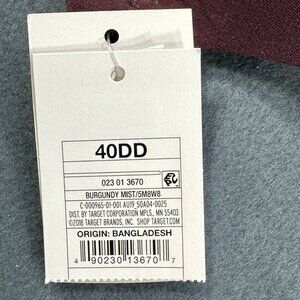 40DD
023 01 3670
BURGUNDY MIST/5M8W8
C-000965-01-001 AU19_S0A04-0025
DIST. BY TARGET CORPORATION MPLS., MN 55403
©2018 TARGET BRANDS, INC. SHOP TARGET.COM
ORIGIN: BANGLADESH
4 90230 13670 7